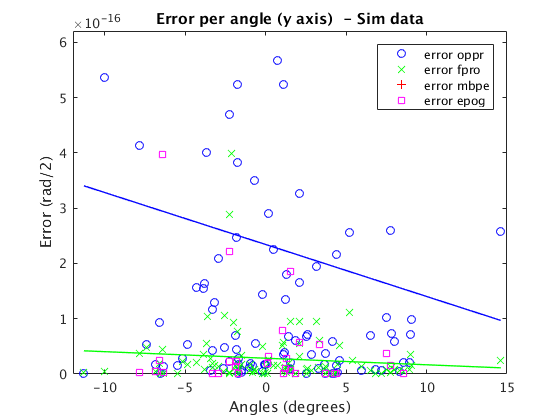 ×10^-16
Error per angle (y axis) - Sim data
6
5
4
3
2
1
0
Error (rad/2)
error oppr
error fpro
error mbpe
error epog
-10
-5
0
5
10
15
Angles (degrees)